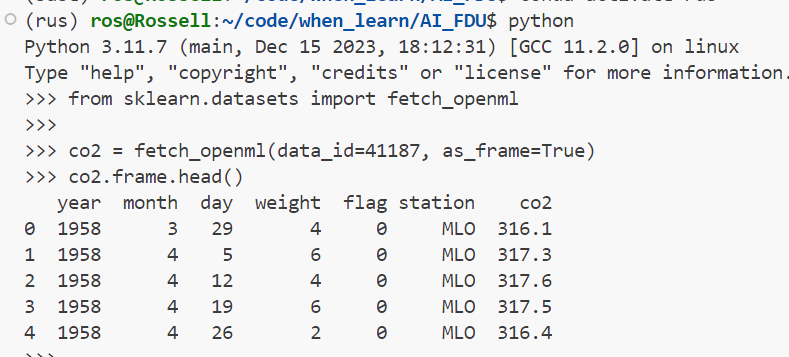 (rus) ros@Rossell:~/code/when_learn/AI_FDU$ python
Python 3.11.7 (main, Dec 15 2023, 18:12:31) [GCC 11.2.0] on linux
Type "help", "copyright", "credits" or "license" for more information.
>>> from sklearn.datasets import fetch_openml
>>>
>>> co2 = fetch_openml(data_id=41187, as_frame=True)
>>> co2.frame.head()
   year  month  day  weight  flag station    co2
0  1958      3   29       4     0     MLO  316.1
1  1958      4    5       6     0     MLO  317.3
2  1958      4   12       4     0     MLO  317.6
3  1958      4   19       6     0     MLO  317.5
4  1958      4   26       2     0     MLO  316.4
>>>